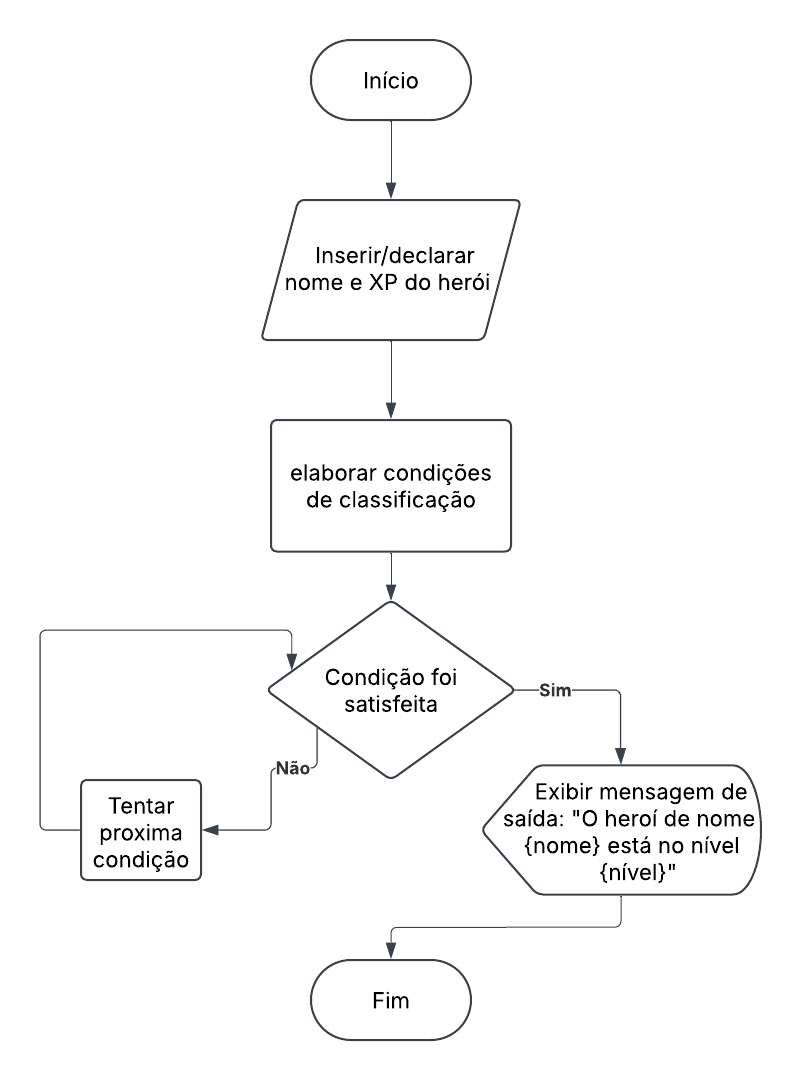 Início
Inserir/declarar
nome e XP do herói
elaborar condições
de classificação
Condição foi
satisfeita
Sim
Não
Tentar
proxima
condição
Exibir mensagem de
saída: "O heroí de nome
{nome} está no nível
{nível}"
Fim